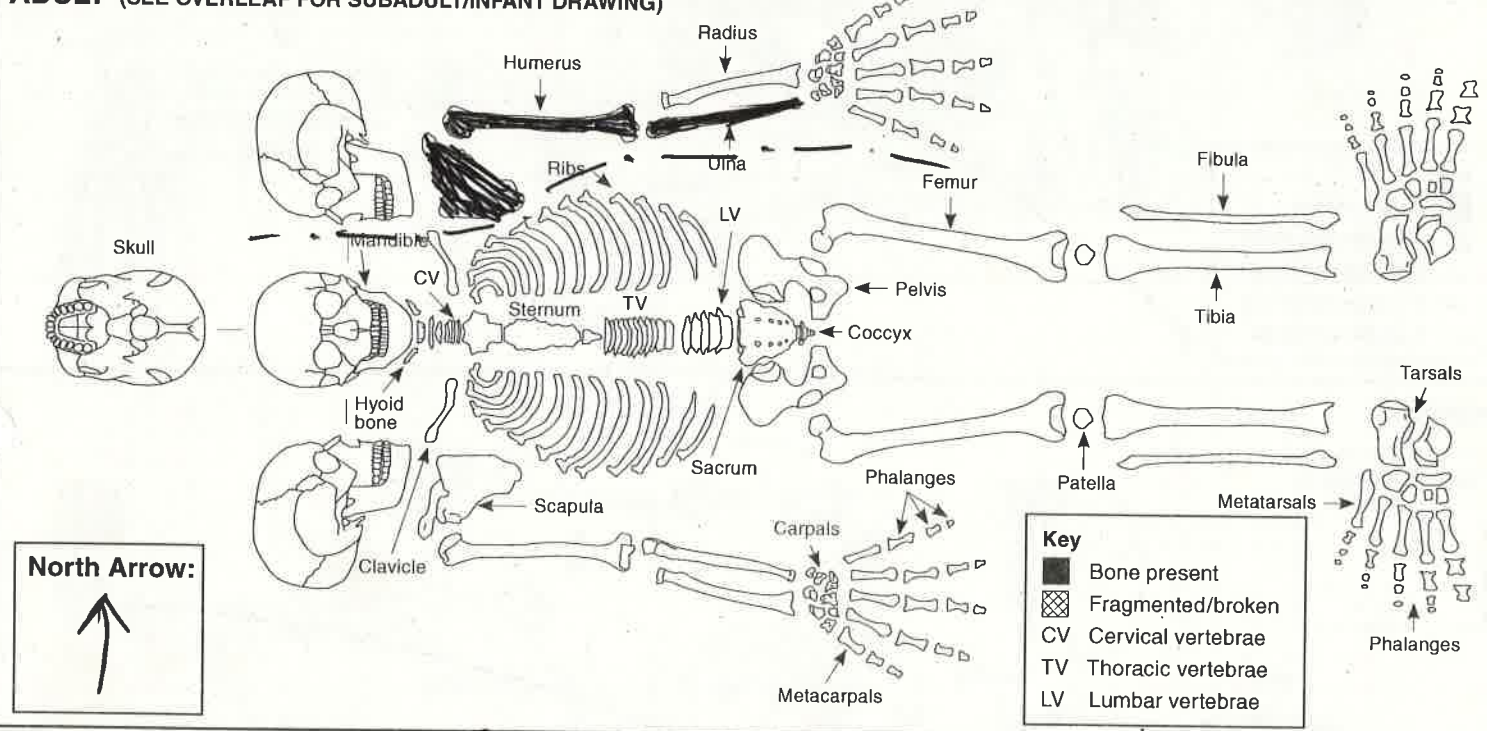 (SEE OVERLEAF FOR SUBADULT/INFANT DRAWING)
Radius
Humerus
Ulna
Ribs
Fibula
Femur
LV
Skull
Mandible
CV
Sternum
TV
Pelvis
Tibia
Coccyx
Hyoid
bone
Tarsals
Sacrum
Phalanges
Patella
Scapula
Metatarsals
Carpals
Clavicle
North Arrow:
Key
Bone present
Fragmented/broken
CV Cervical vertebrae
TV Thoracic vertebrae
LV Lumbar vertebrae
Phalanges
Metacarpals